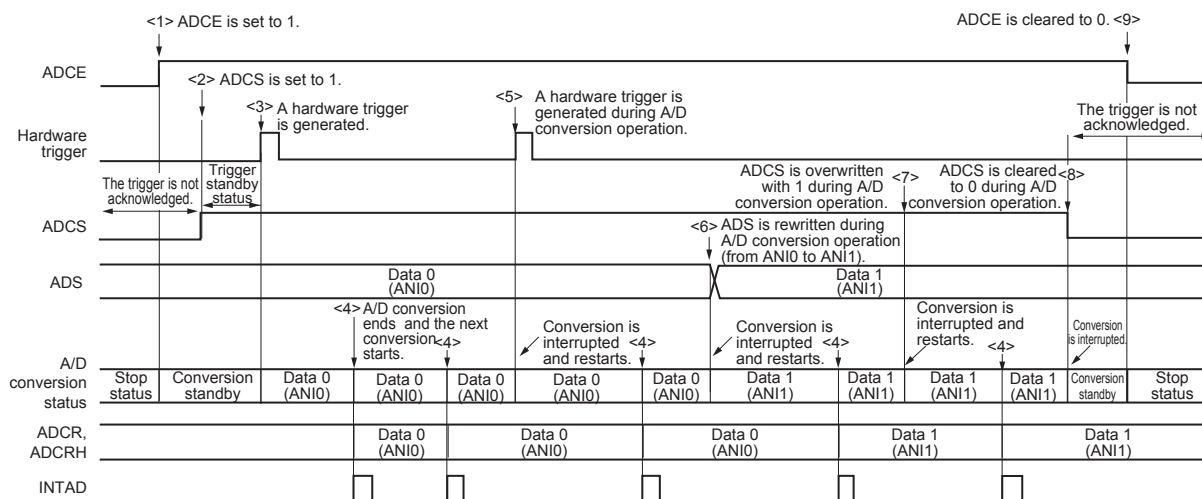 <1> ADCE is set to 1.
ADCE is cleared to 0. <9>
ADCE
<2> ADCS is set to 1.
<3> A hardware trigger
is generated.
<5> A hardware trigger is
generated during A/D
conversion operation.
The trigger is not
acknowledged.
Hardware
trigger
The trigger is not
acknowledged.
Trigger
standby
status
ADCS is overwritten
with 1 during A/D
conversion operation.
<7>
ADCS is cleared
to 0 during A/D
conversion operation.
<8>
ADCS
<6> ADS is rewritten during
A/D conversion operation
(from ANI0 to ANI1).
ADS
Data 0
(ANI0)
Data 1
(ANI1)
<4> A/D conversion
ends and the next
conversion
starts.
<4>
Conversion is
interrupted
and restarts.
<4>
Conversion is
interrupted
and restarts.
<4>
Conversion is
interrupted and
restarts.
<4>
Conversion
is interrupted.
A/D
conversion
status
Stop
status
Conversion
standby
Data 0
(ANI0)
Data 0
(ANI0)
Data 0
(ANI0)
Data 0
(ANI0)
Data 0
(ANI0)
Data 1
(ANI1)
Data 1
(ANI1)
Data 1
(ANI1)
Data 1
(ANI1)
Conversion
standby
Stop
status
ADCR,
ADCRH
Data 0
(ANI0)
Data 0
(ANI0)
Data 0
(ANI0)
Data 1
(ANI1)
Data 1
(ANI1)
INTAD